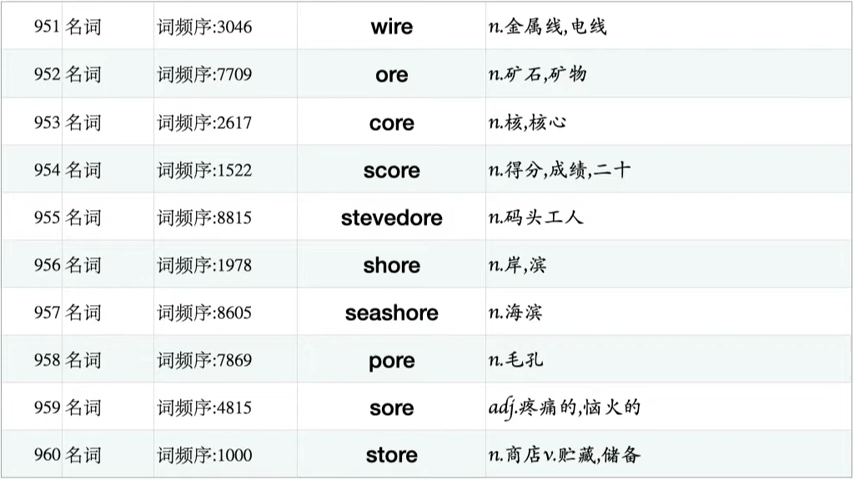 951 名词 词频序:3046 wire n.金属线,电线
952 名词 词频序:7709 ore n.矿石,矿物
953 名词 词频序:2617 core n.核,核心
954 名词 词频序:1522 score n.得分,成绩,二十
955 名词 词频序:8815 stevedore n.码头工人
956 名词 词频序:1978 shore n.岸,滨
957 名词 词频序:8605 seashore n.海滨
958 名词 词频序:7869 pore n.毛孔
959 名词 词频序:4815 sore adj.疼痛的,恼火的
960 名词 词频序:1000 store n.商店v.贮藏,储备